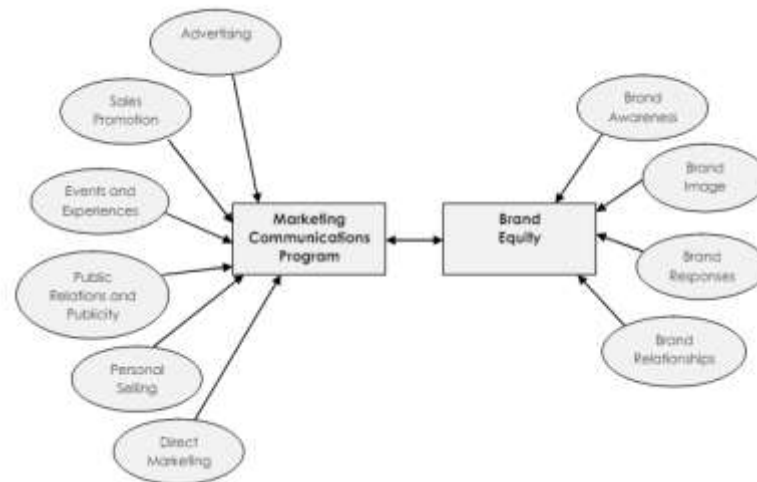 Advertising
Sales
Promotion
Events and
Experiences
Public
Relations and
Publicity
Personal
Selling
Direct
Marketing
Marketing
Communications
Program
Brand
Equity
Brand
Awareness
Brand
Image
Brand
Responses
Brand
Relationships